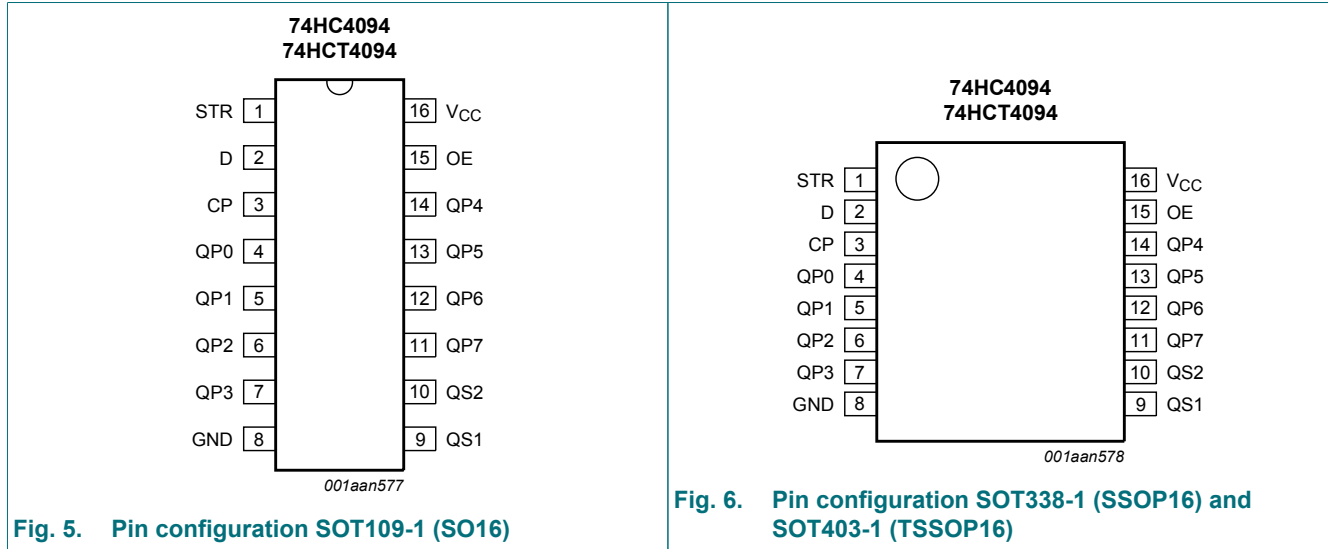 74HC4094
74HCT4094
STR 1 16 VCC
D 2 15 OE
CP 3 14 QP4
QP0 4 13 QP5
QP1 5 12 QP6
QP2 6 11 QP7
QP3 7 10 QS2
GND 8 9 QS1
001aan577
Fig. 5. Pin configuration SOT109-1 (SO16)
74HC4094
74HCT4094
STR 1 16 VCC
D 2 15 OE
CP 3 14 QP4
QP0 4 13 QP5
QP1 5 12 QP6
QP2 6 11 QP7
QP3 7 10 QS2
GND 8 9 QS1
001aan578
Fig. 6. Pin configuration SOT338-1 (SSOP16) and
SOT403-1 (TSSOP16)